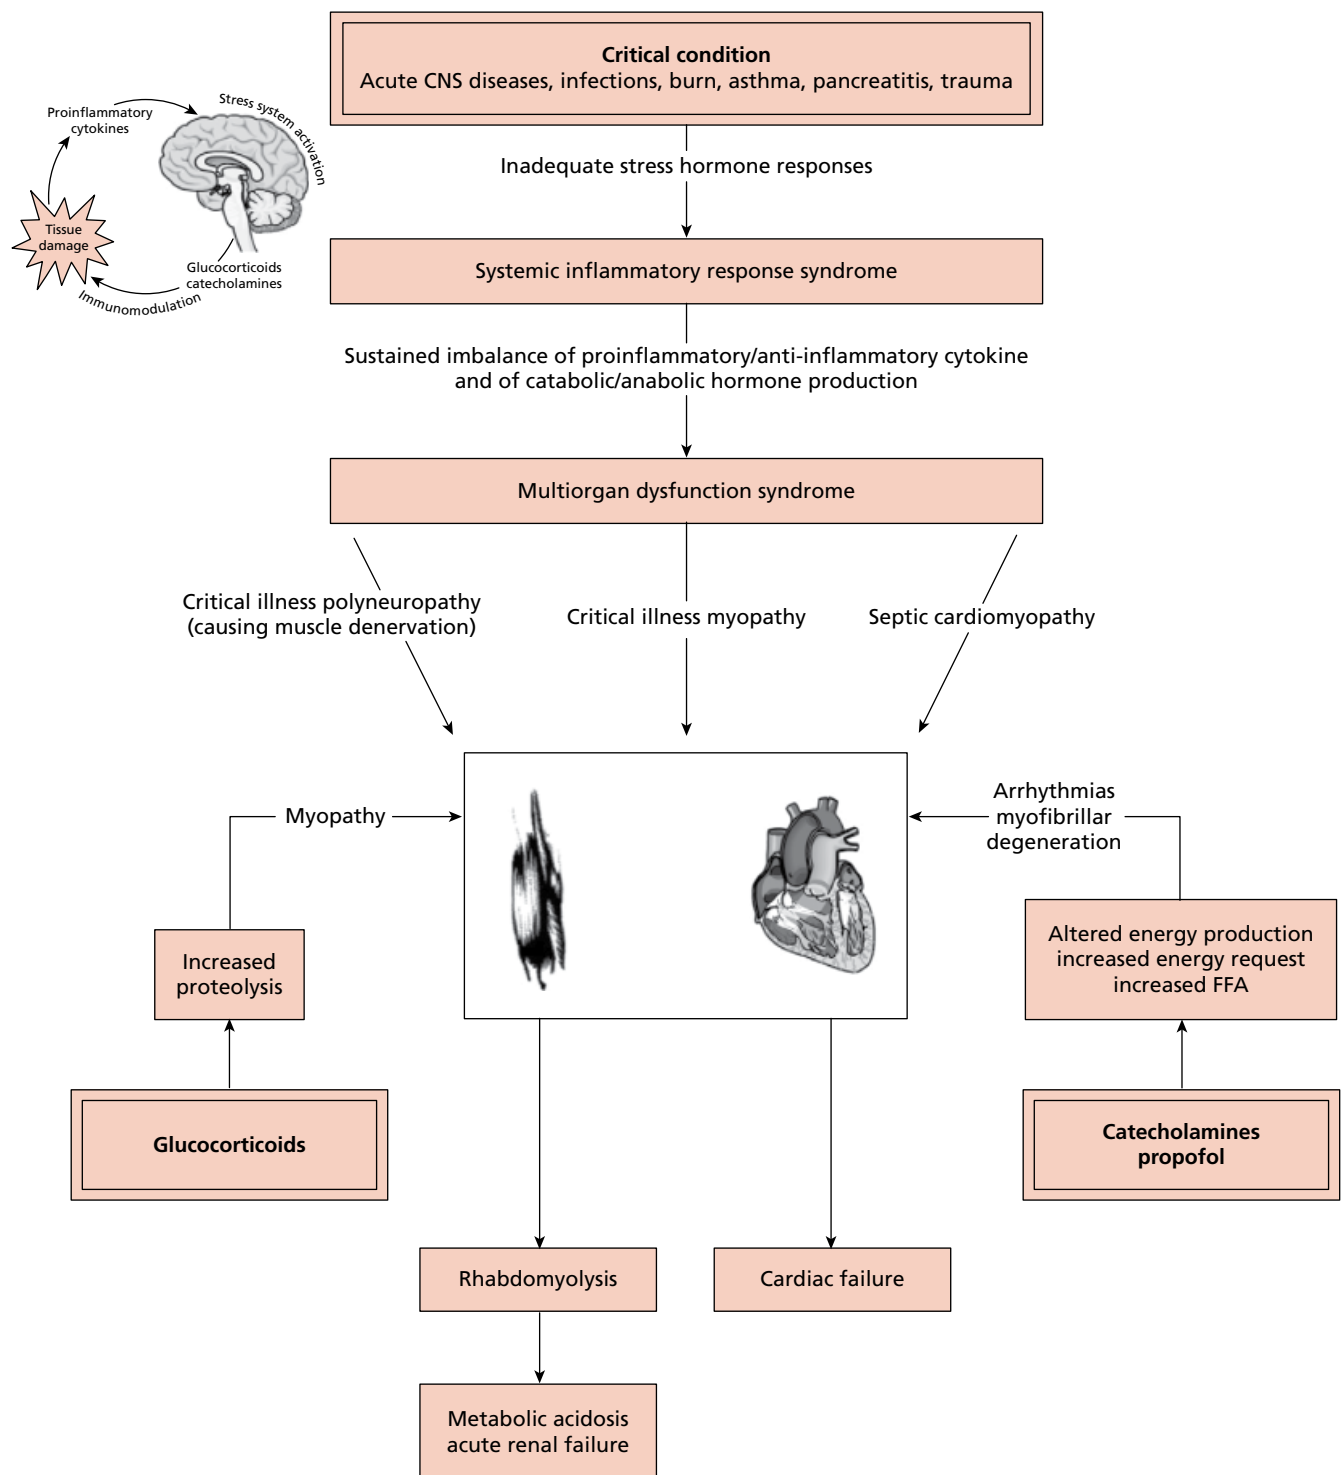 Critical condition
Acute CNS diseases, infections, burn, asthma, pancreatitis, trauma
Proinflammatory
cytokines
Stress system activation
Tissue
damage
Glucocorticoids
catecholamines
Immunomodulation
Inadequate stress hormone responses
Systemic inflammatory response syndrome
Sustained imbalance of proinflammatory/anti-inflammatory cytokine
and of catabolic/anabolic hormone production
Multiorgan dysfunction syndrome
Critical illness polyneuropathy
(causing muscle denervation)
Critical illness myopathy
Septic cardiomyopathy
Myopathy
Arrhythmias
myofibrillar
degeneration
Increased
proteolysis
Altered energy production
increased energy request
increased FFA
Glucocorticoids
Catecholamines
propofol
Rhabdomyolysis
Cardiac failure
Metabolic acidosis
acute renal failure